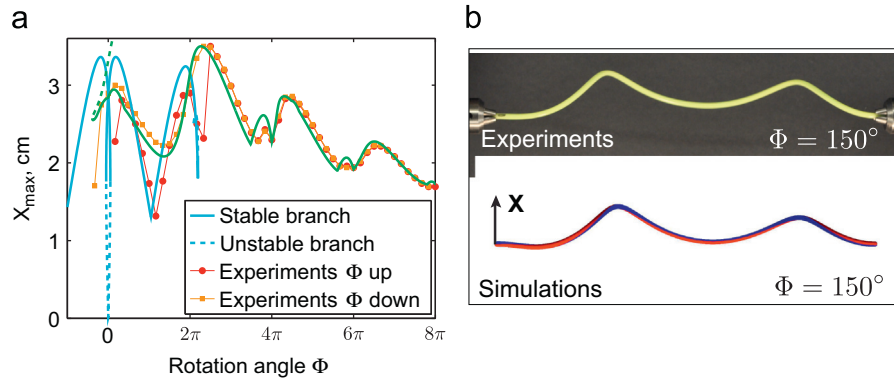 a
b
3
2
1
0
X_max, cm
0
2π
4π
6π
8π
Rotation angle Φ
Stable branch
Unstable branch
Experiments Φ up
Experiments Φ down
Experiments
Φ = 150°
X
Simulations
Φ = 150°